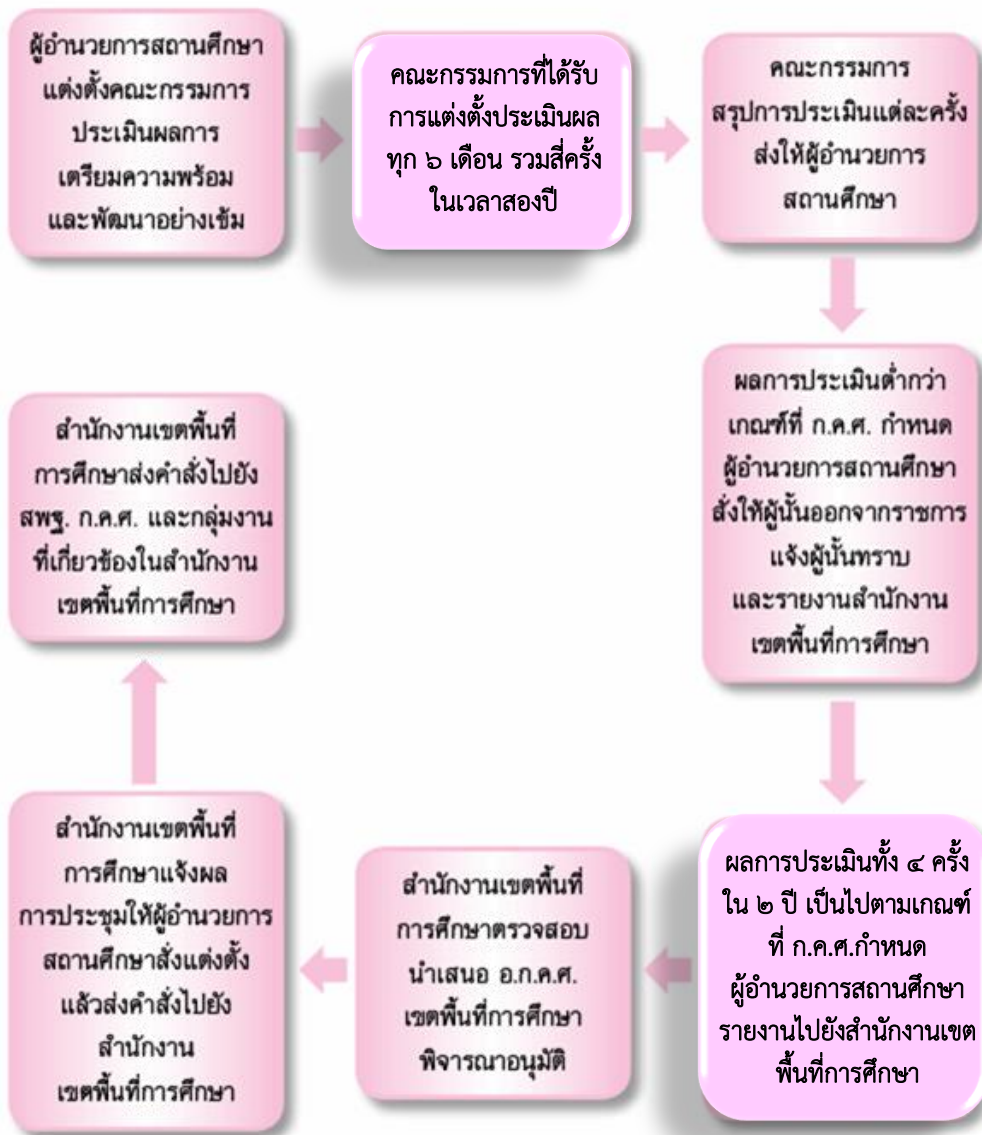 ผู้อำนวยการสถานศึกษา
แต่งตั้งคณะกรรมการ
ประเมินผลการ
เตรียมความพร้อม
และพัฒนาอย่างเข้ม
คณะกรรมการที่ได้รับ
การแต่งตั้งประเมินผล
ทุก ๖ เดือน รวมสี่ครั้ง
ในเวลาสองปี
คณะกรรมการ
สรุปการประเมินแต่ละครั้ง
ส่งให้ผู้อำนวยการ
สถานศึกษา
ผลการประเมินต่ำกว่า
เกณฑ์ที่ ก.ค.ศ. กำหนด
ผู้อำนวยการสถานศึกษา
สั่งให้ผู้นั้นออกจากราชการ
แจ้งผู้นั้นทราบ
และรายงานสำนักงาน
เขตพื้นที่การศึกษา
ผลการประเมินทั้ง ๔ ครั้ง
ใน ๒ ปี เป็นไปตามเกณฑ์
ที่ ก.ค.ศ.กำหนด
ผู้อำนวยการสถานศึกษา
รายงานไปยังสำนักงานเขต
พื้นที่การศึกษา
สำนักงานเขตพื้นที่
การศึกษาตรวจสอบ
นำเสนอ อ.ก.ค.ศ.
เขตพื้นที่การศึกษา
พิจารณาอนุมัติ
สำนักงานเขตพื้นที่
การศึกษาแจ้งผล
การประชุมให้ผู้อำนวยการ
สถานศึกษาสั่งแต่งตั้ง
แล้วส่งคำสั่งไปยัง
สำนักงาน
เขตพื้นที่การศึกษา
สำนักงานเขตพื้นที่
การศึกษาส่งคำสั่งไปยัง
สพฐ. ก.ค.ศ. และกลุ่มงาน
ที่เกี่ยวข้องในสำนักงาน
เขตพื้นที่การศึกษา